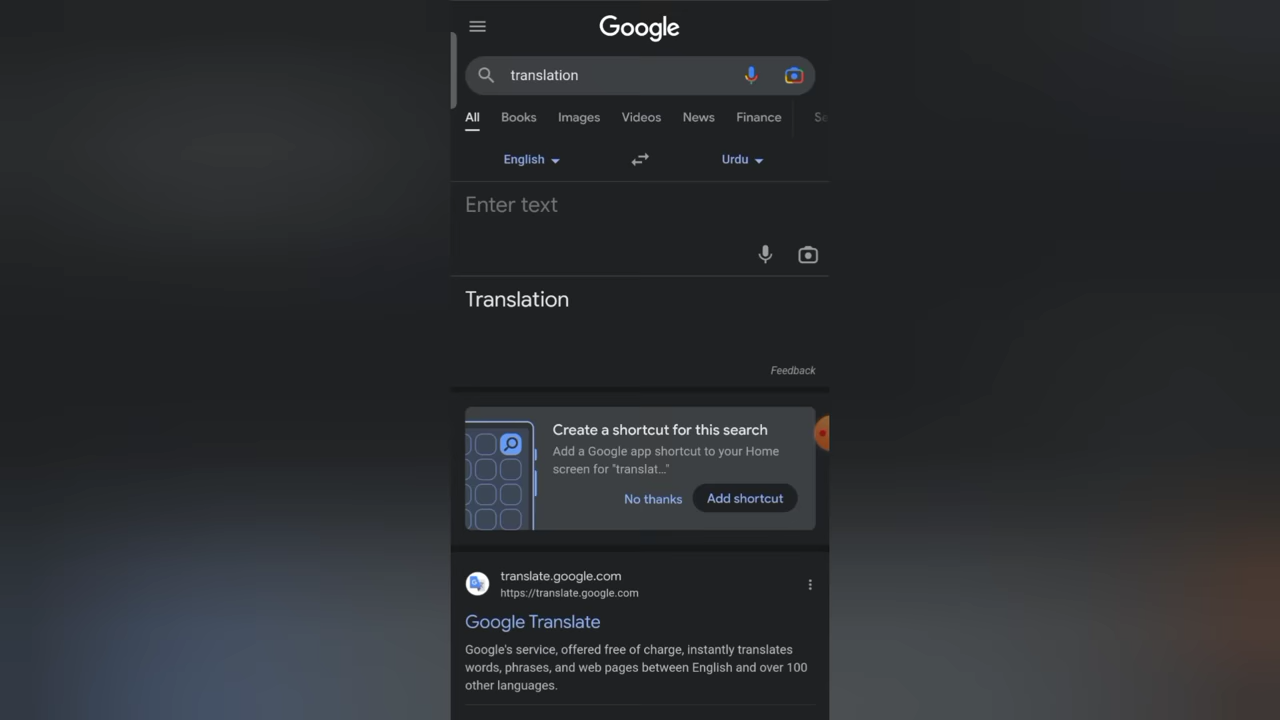 Google
translation
All Books Images Videos News Finance
English Urdu
Enter text
Translation
Feedback
Create a shortcut for this search
Add a Google app shortcut to your Home
screen for "translat..."
No thanks Add shortcut
translate.google.com
https://translate.google.com
Google Translate
Google's service, offered free of charge, instantly translates
words, phrases, and web pages between English and over 100
other languages.